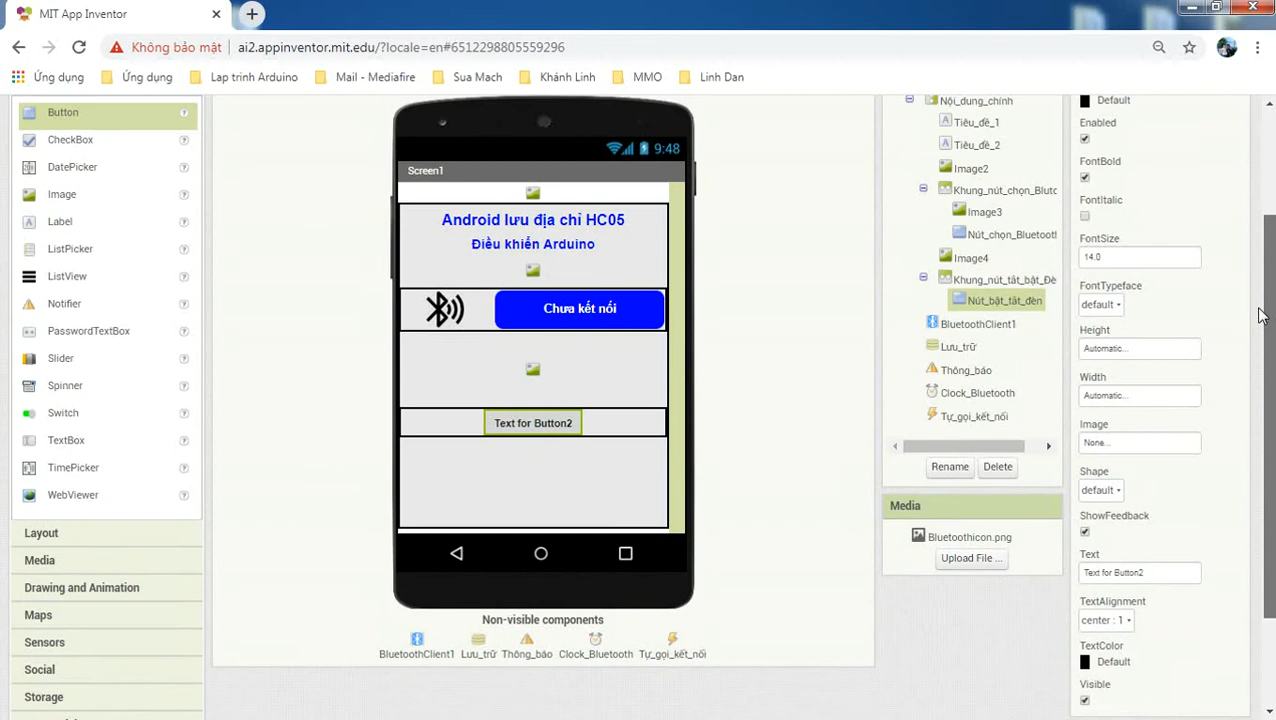 MIT App Inventor
Không bảo mật
ai2.appinventor.mit.edu/?locale=en#6512298805559296
Ứng dụng
Ứng dụng
Lap trinh Arduino
Mail - Mediafire
Sua Mach
Khánh Linh
MMO
Linh Dan
Button
CheckBox
DatePicker
Image
Label
ListPicker
ListView
Notifier
PasswordTextBox
Slider
Spinner
Switch
TextBox
TimePicker
WebViewer
Layout
Media
Drawing and Animation
Maps
Sensors
Social
Storage
9:48
Screen1
Android lưu địa chỉ HC05
Điều khiển Arduino
Chưa kết nối
Text for Button2
Non-visible components
BluetoothClient1
Lưu_trữ
Thông_báo
Clock_Bluetooth
Tự_gọi_kết_nối
Nội_dung_chính
Tiêu_đề_1
Tiêu_đề_2
Image2
Khung_nút_chọn_Blutc
Image3
Nút_chọn_Bluetootl
Image4
Khung_nút_tắt_bật_Đè
Nút_bật_tắt_đèn
BluetoothClient1
Lưu_trữ
Thông_báo
Clock_Bluetooth
Tự_gọi_kết_nối
Rename
Delete
Media
Bluetoothicon.png
Upload File ...
Default
Enabled
FontBold
FontItalic
FontSize
14.0
FontTypeface
default
Height
Automatic...
Width
Automatic...
Image
None...
Shape
default
ShowFeedback
Text
Text for Button2
TextAlignment
center : 1
TextColor
Default
Visible